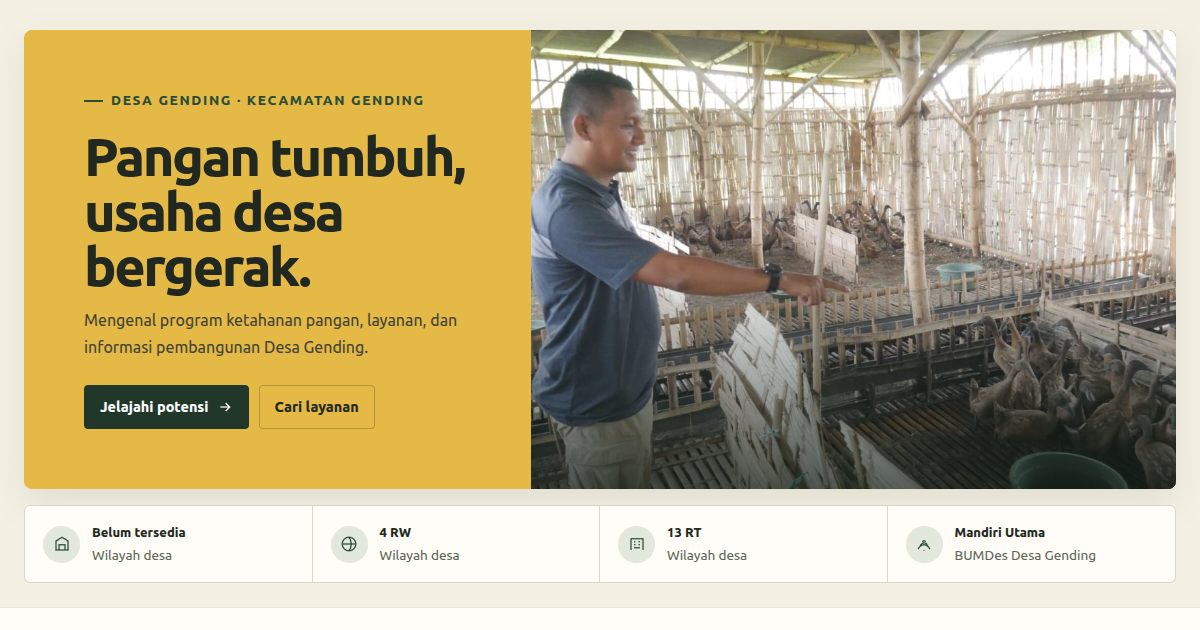 DESA GENDING · KECAMATAN GENDING
Pangan tumbuh,
usaha desa
bergerak.
Mengenal program ketahanan pangan, layanan, dan
informasi pembangunan Desa Gending.
Jelajahi potensi →
Cari layanan
Belum tersedia
Wilayah desa
4 RW
Wilayah desa
13 RT
Wilayah desa
Mandiri Utama
BUMDes Desa Gending